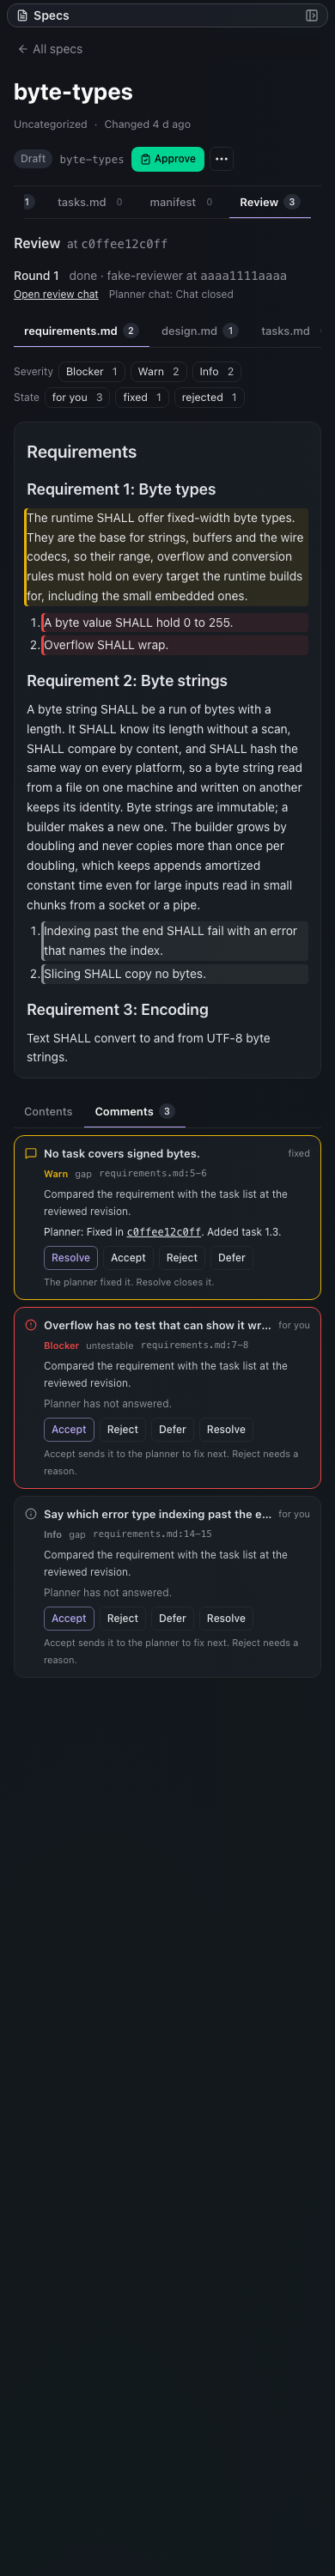 Specs
All specs
byte-types
Uncategorized · Changed 4 d ago
Draft byte-types Approve
1 tasks.md 0 manifest 0 Review 3
Review at c0ffee12c0ff
Round 1 done · fake-reviewer at aaaa1111aaaa
Open review chat Planner chat: Chat closed
requirements.md 2 design.md 1 tasks.md
Severity Blocker 1 Warn 2 Info 2
State for you 3 fixed 1 rejected 1
Requirements
Requirement 1: Byte types
The runtime SHALL offer fixed-width byte types.
They are the base for strings, buffers and the wire
codecs, so their range, overflow and conversion
rules must hold on every target the runtime builds
for, including the small embedded ones.
1. A byte value SHALL hold 0 to 255.
2. Overflow SHALL wrap.
Requirement 2: Byte strings
A byte string SHALL be a run of bytes with a
length. It SHALL know its length without a scan,
SHALL compare by content, and SHALL hash the
same way on every platform, so a byte string read
from a file on one machine and written on another
keeps its identity. Byte strings are immutable; a
builder makes a new one. The builder grows by
doubling and never copies more than once per
doubling, which keeps appends amortized
constant time even for large inputs read in small
chunks from a socket or a pipe.
1. Indexing past the end SHALL fail with an error
that names the index.
2. Slicing SHALL copy no bytes.
Requirement 3: Encoding
Text SHALL convert to and from UTF-8 byte
strings.
Contents Comments 3
No task covers signed bytes. fixed
Warn gap requirements.md:5-6
Compared the requirement with the task list at the
reviewed revision.
Planner: Fixed in c0ffee12c0ff. Added task 1.3.
Resolve Accept Reject Defer
The planner fixed it. Resolve closes it.
Overflow has no test that can show it wr... for you
Blocker untestable requirements.md:7-8
Compared the requirement with the task list at the
reviewed revision.
Planner has not answered.
Accept Reject Defer Resolve
Accept sends it to the planner to fix next. Reject needs a
reason.
Say which error type indexing past the e... for you
Info gap requirements.md:14-15
Compared the requirement with the task list at the
reviewed revision.
Planner has not answered.
Accept Reject Defer Resolve
Accept sends it to the planner to fix next. Reject needs a
reason.